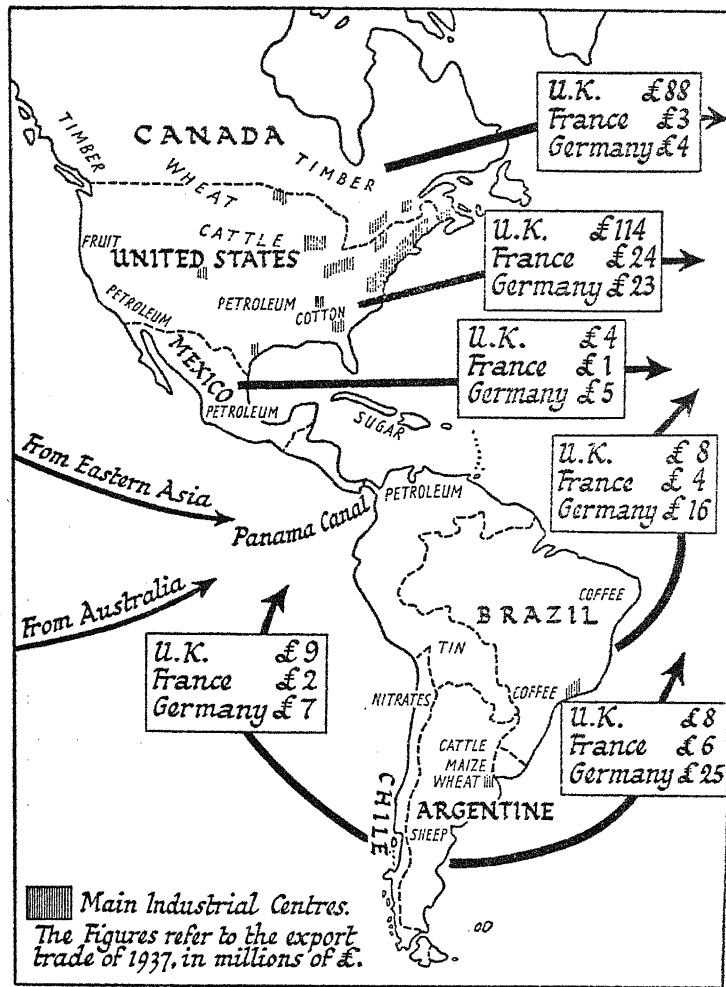 U.K. £88
France £3
Germany £4
TIMBER
CANADA
WHEAT
TIMBER
CATTLE
FRUIT
UNITED STATES
U.K. £114
France £24
Germany £23
PETROLEUM
PETROLEUM
COTTON
MEXICO
PETROLEUM
U.K. £4
France £1
Germany £5
SUGAR
From Eastern Asia
Panama Canal
PETROLEUM
U.K. £8
France £4
Germany £16
From Australia
COFFEE
BRAZIL
U.K. £9
France £2
Germany £7
TIN
NITRATES
COFFEE
U.K. £8
France £6
Germany £25
CATTLE
MAIZE
WHEAT
CHILE
ARGENTINE
SHEEP
Main Industrial Centres.
The Figures refer to the export
trade of 1937, in millions of £.